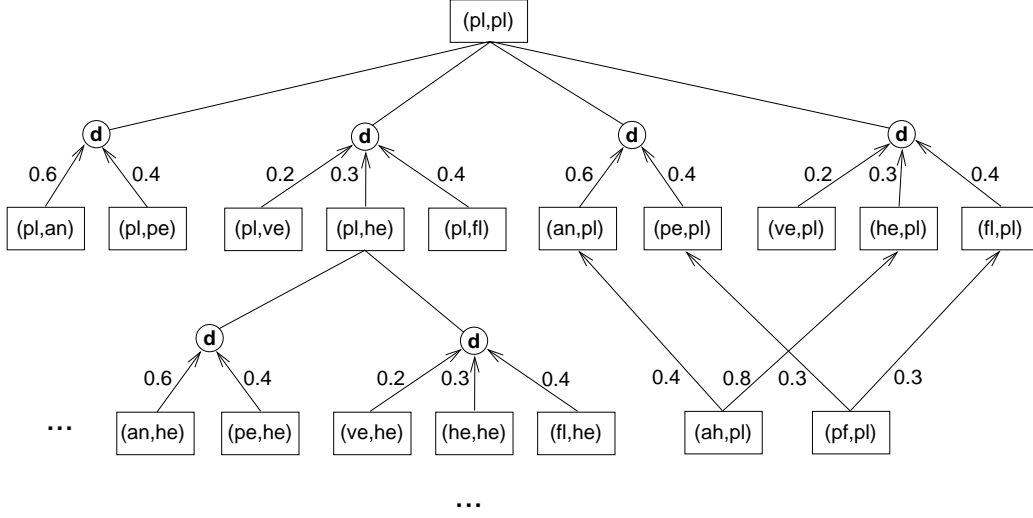 (pl,pl)
d d d d
0.6 0.4 0.2 0.3 0.4 0.6 0.4 0.2 0.3 0.4
(pl,an) (pl,pe) (pl,ve) (pl,he) (pl,fl) (an,pl) (pe,pl) (ve,pl) (he,pl) (fl,pl)
d d
0.6 0.4 0.2 0.3 0.4 0.4 0.8 0.3 0.3
... (an,he) (pe,he) (ve,he) (he,he) (fl,he) (ah,pl) (pf,pl)
...